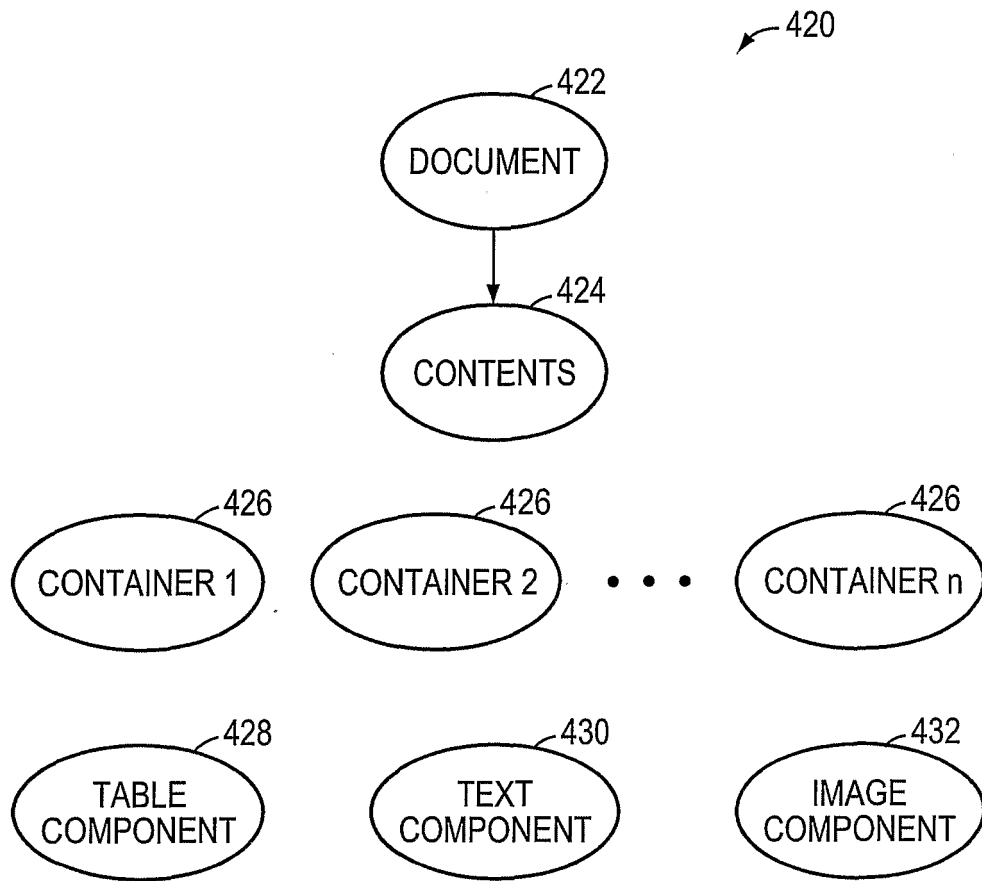 420
422
DOCUMENT
424
CONTENTS
426
426
426
CONTAINER 1
CONTAINER 2
• • •
CONTAINER n
428
430
432
TABLE
COMPONENT
TEXT
COMPONENT
IMAGE
COMPONENT